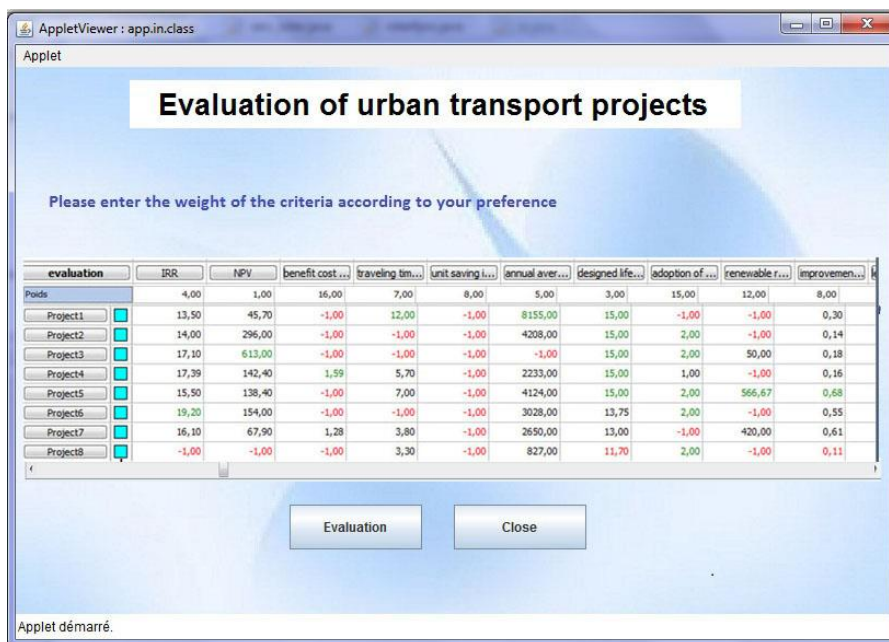 AppletViewer : app.in.class
Applet
Evaluation of urban transport projects
Please enter the weight of the criteria according to your preference
evaluation IRR NPV benefit cost ... traveling tim... unit saving i... annual aver... designed life... adoption of ... renewable r... improvemen...
Poids 4,00 1,00 16,00 7,00 8,00 5,00 3,00 15,00 12,00 8,00
Project1 13,50 45,70 -1,00 12,00 -1,00 8155,00 15,00 -1,00 -1,00 0,30
Project2 14,00 296,00 -1,00 -1,00 -1,00 4208,00 15,00 2,00 -1,00 0,14
Project3 17,10 613,00 -1,00 -1,00 -1,00 -1,00 15,00 2,00 50,00 0,18
Project4 17,39 142,40 1,59 5,70 -1,00 2233,00 15,00 1,00 -1,00 0,16
Project5 15,50 138,40 -1,00 7,00 -1,00 4124,00 15,00 2,00 566,67 0,68
Project6 19,20 154,00 -1,00 -1,00 -1,00 3028,00 13,75 2,00 -1,00 0,55
Project7 16,10 67,90 1,28 3,80 -1,00 2650,00 13,00 -1,00 420,00 0,61
Project8 -1,00 -1,00 -1,00 3,30 -1,00 827,00 11,70 2,00 -1,00 0,11
Evaluation Close
Applet démarré.